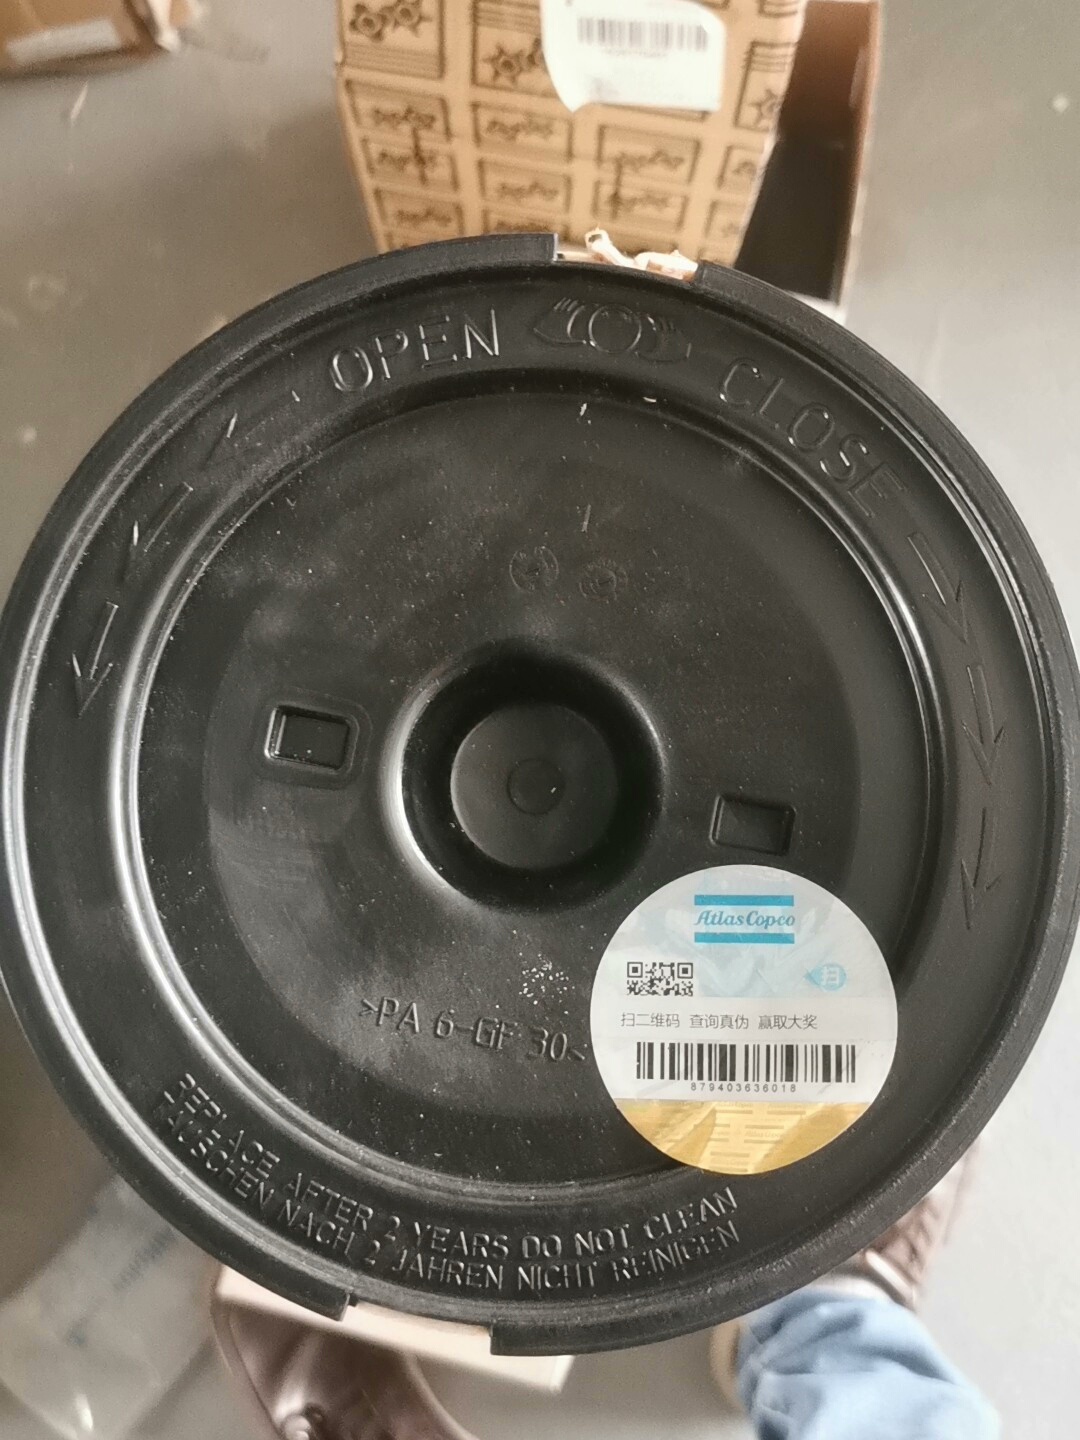 OPEN
CLOSE
>PA 6-GF 30<
AtlasCopco
扫
扫二维码 查询真伪 赢取大奖
879403636018
REPLACE AFTER 2 YEARS DO NOT CLEAN
TAUSCHEN NACH 2 JAHREN NICHT REINIGEN